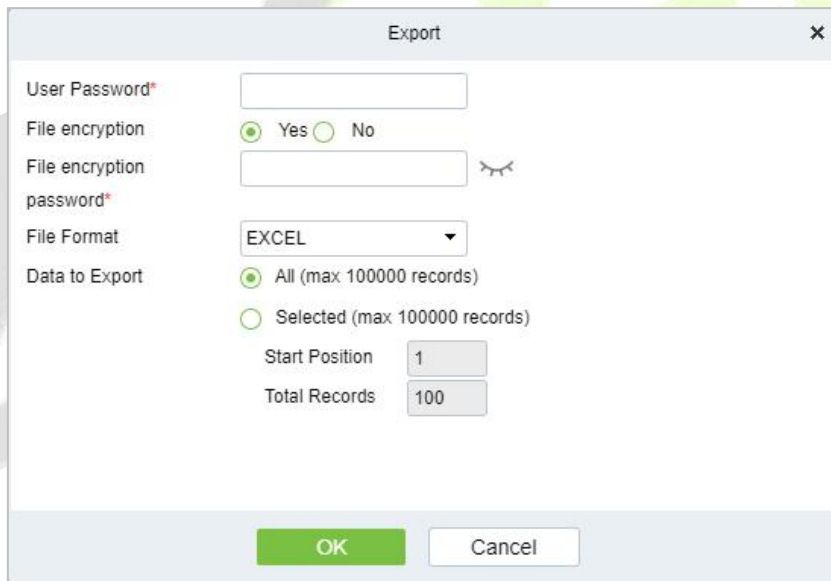 Export
User Password*
File encryption Yes No
File encryption
password*
File Format EXCEL
Data to Export All (max 100000 records)
Selected (max 100000 records)
Start Position 1
Total Records 100
OK Cancel